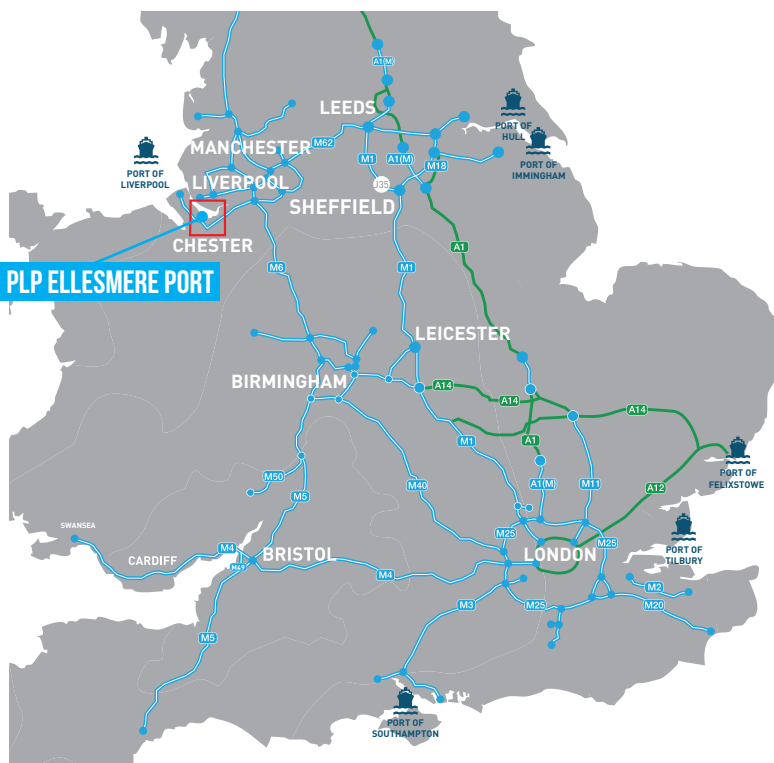 A1(M)
LEEDS
PORT OF
HULL
MANCHESTER
M62
PORT OF
IMMINGHAM
M1
A1(M)
M18
PORT OF
LIVERPOOL
LIVERPOOL
J35
SHEFFIELD
CHESTER
A1
PLP ELLESMERE PORT
M6
M1
LEICESTER
BIRMINGHAM
A14
A14
A14
M1
A1
PORT OF
FELIXSTOWE
M50
M5
M40
A1(M)
M11
A12
SWANSEA
M25
M25
PORT OF
TILBURY
CARDIFF
M4
BRISTOL
LONDON
M49
M4
M2
M3
M25
M20
M5
PORT OF
SOUTHAMPTON